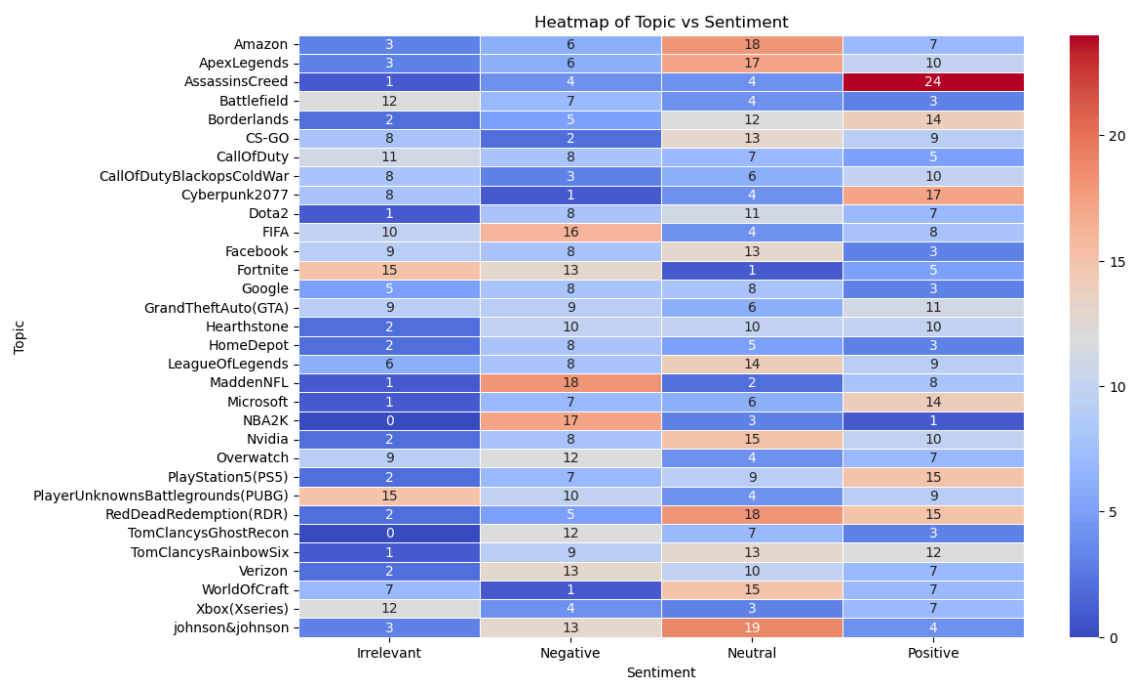 Heatmap of Topic vs Sentiment
Amazon 3 6 18 7
ApexLegends 3 6 17 10
AssassinsCreed 1 4 4 24
Battlefield 12 7 4 3
Borderlands 2 5 12 14
CS-GO 8 2 13 9
CallOfDuty 11 8 7 5
CallOfDutyBlackopsColdWar 8 3 6 10
Cyberpunk2077 8 1 4 17
Dota2 1 8 11 7
FIFA 10 16 4 8
Facebook 9 8 13 3
Fortnite 15 13 1 5
Google 5 8 8 3
GrandTheftAuto(GTA) 9 9 6 11
Hearthstone 2 10 10 10
HomeDepot 2 8 5 3
LeagueOfLegends 6 8 14 9
MaddenNFL 1 18 2 8
Microsoft 1 7 6 14
NBA2K 0 17 3 1
Nvidia 2 8 15 10
Overwatch 9 12 4 7
PlayStation5(PS5) 2 7 9 15
PlayerUnknownsBattlegrounds(PUBG) 15 10 4 9
RedDeadRedemption(RDR) 2 5 18 15
TomClancysGhostRecon 0 12 7 3
TomClancysRainbowSix 1 9 13 12
Verizon 2 13 10 7
WorldOfCraft 7 1 15 7
Xbox(Xseries) 12 4 3 7
johnson&johnson 3 13 19 4
Irrelevant Negative Neutral Positive
Sentiment
Topic
20
15
10
5
0